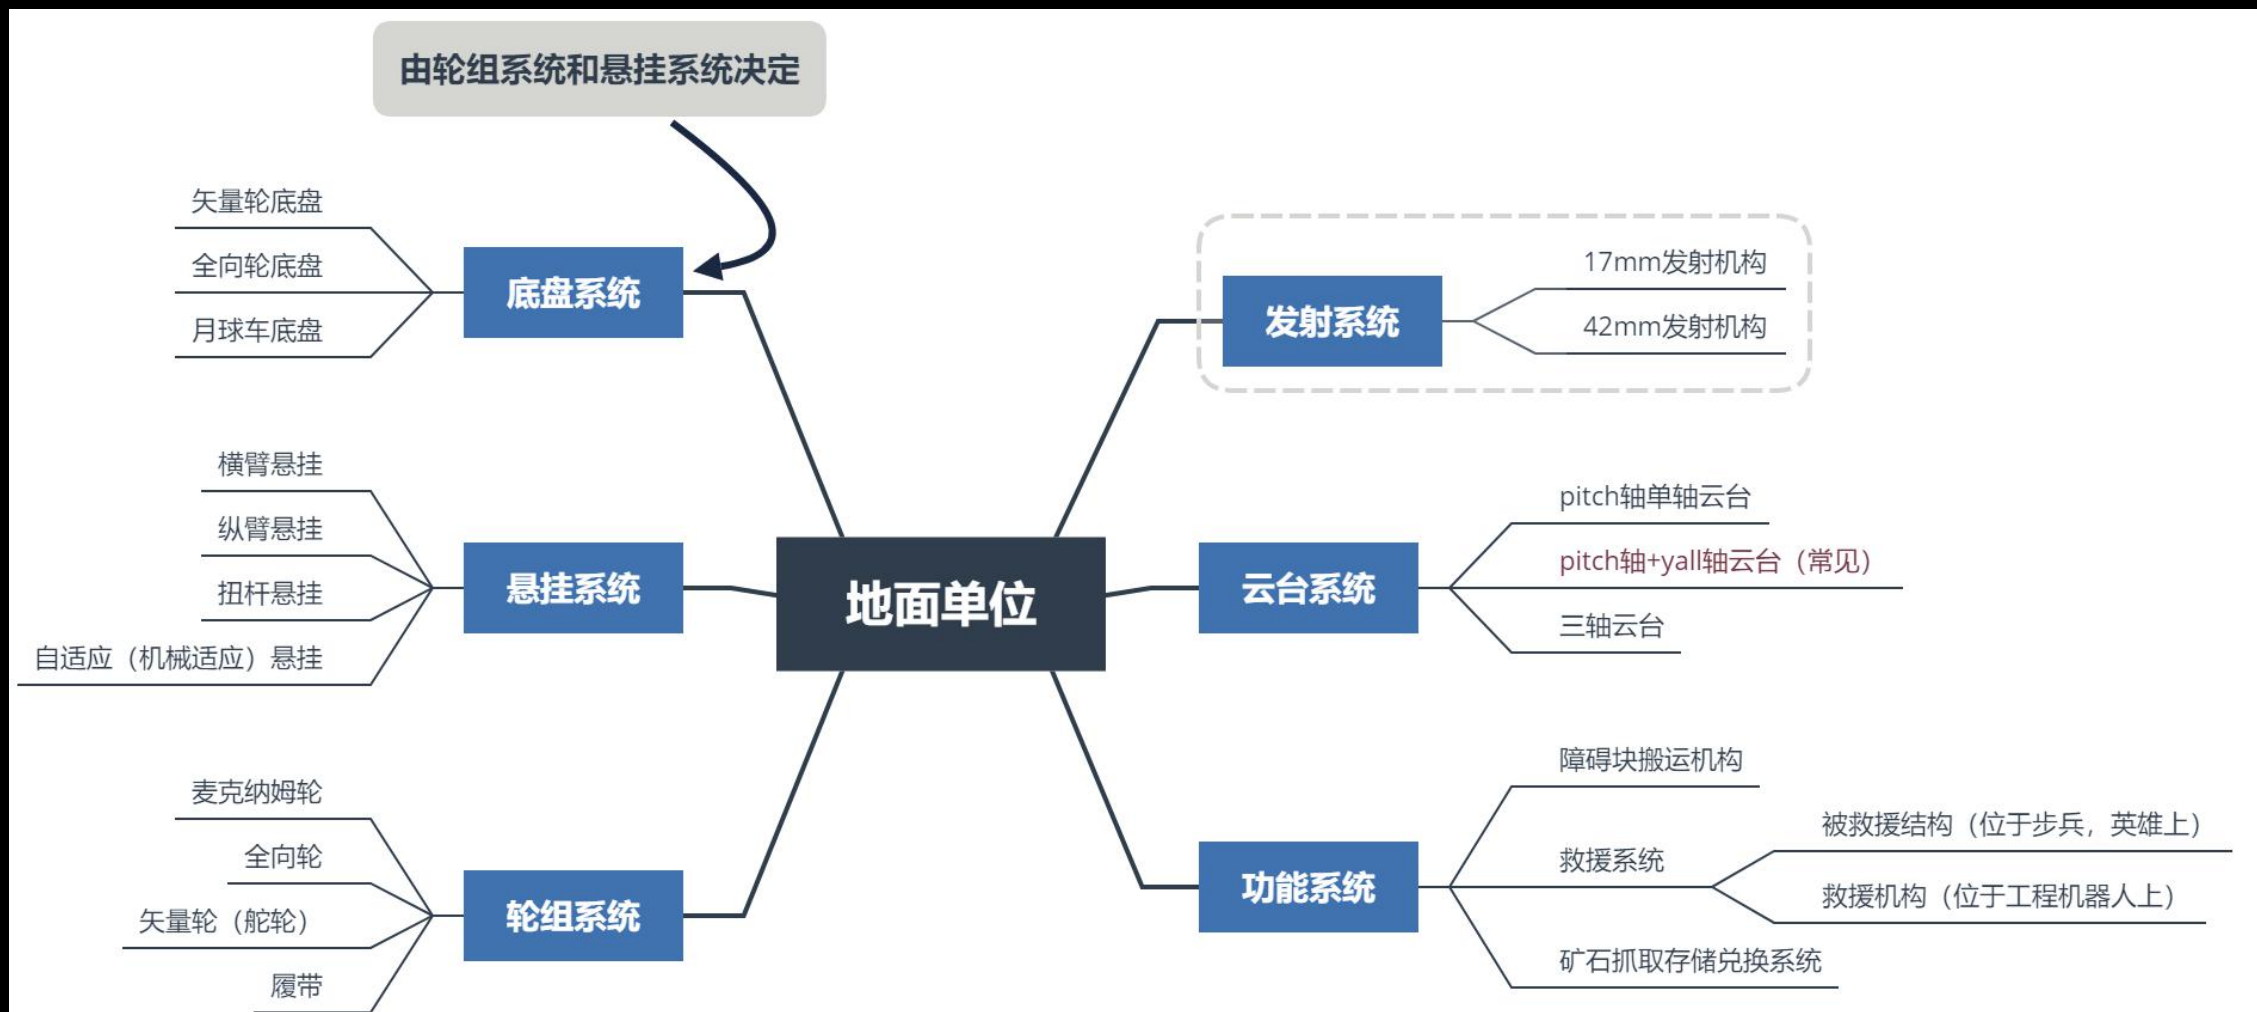 由轮组系统和悬挂系统决定
矢量轮底盘
全向轮底盘
月球车底盘
底盘系统
横臂悬挂
纵臂悬挂
扭杆悬挂
自适应（机械适应）悬挂
悬挂系统
麦克纳姆轮
全向轮
矢量轮（舵轮）
履带
轮组系统
地面单位
发射系统
17mm发射机构
42mm发射机构
云台系统
pitch轴单轴云台
pitch轴+yall轴云台（常见）
三轴云台
功能系统
障碍块搬运机构
救援系统
被救援结构（位于步兵，英雄上）
救援机构（位于工程机器人上）
矿石抓取存储兑换系统